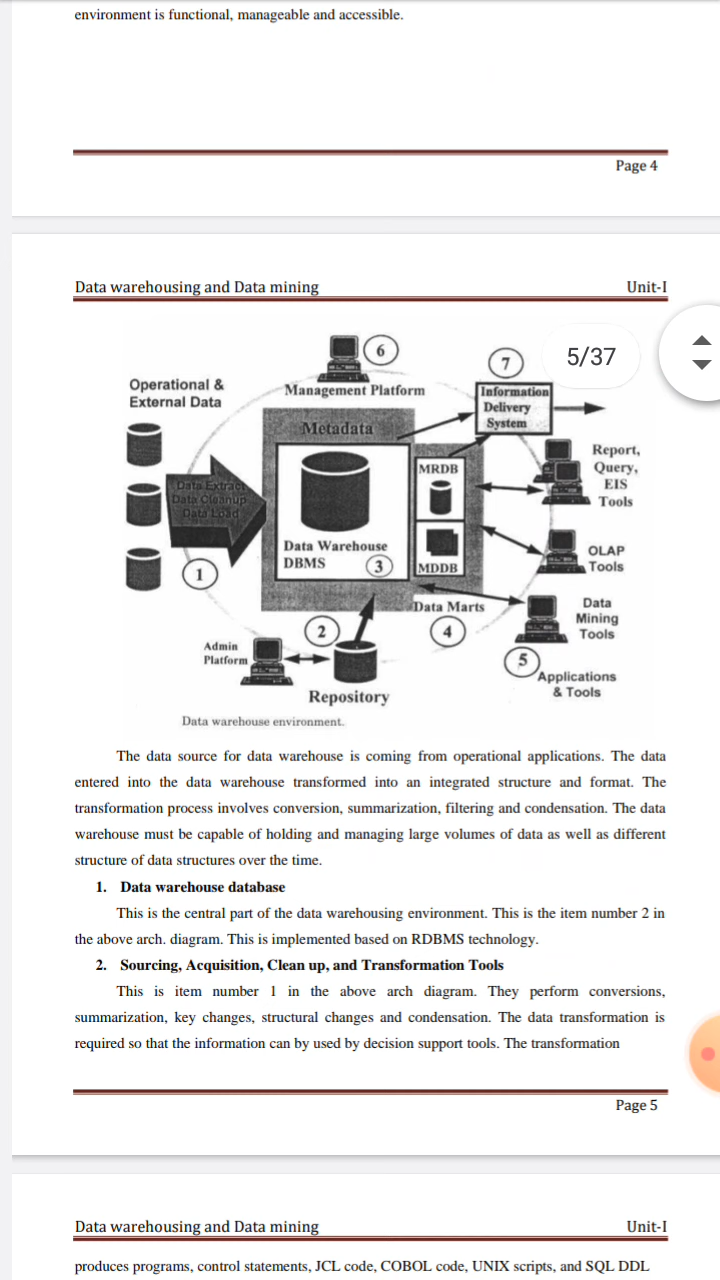 environment is functional, manageable and accessible.
Page 4
Data warehousing and Data mining
Unit-I
5/37
6
7
Operational &
External Data
Management Platform
Information
Delivery
System
Metadata
Report,
Query,
EIS
Tools
MRDB
Data Extract
Data Cleanup
Data Load
Data Warehouse
DBMS
3
MDDB
OLAP
Tools
1
Data Marts
4
Data
Mining
Tools
2
Admin
Platform
5
Applications
& Tools
Repository
Data warehouse environment.
The data source for data warehouse is coming from operational applications. The data
entered into the data warehouse transformed into an integrated structure and format. The
transformation process involves conversion, summarization, filtering and condensation. The data
warehouse must be capable of holding and managing large volumes of data as well as different
structure of data structures over the time.
1. Data warehouse database
This is the central part of the data warehousing environment. This is the item number 2 in
the above arch. diagram. This is implemented based on RDBMS technology.
2. Sourcing, Acquisition, Clean up, and Transformation Tools
This is item number 1 in the above arch diagram. They perform conversions,
summarization, key changes, structural changes and condensation. The data transformation is
required so that the information can by used by decision support tools. The transformation
Page 5
Data warehousing and Data mining
Unit-I
produces programs, control statements, JCL code, COBOL code, UNIX scripts, and SQL DDL